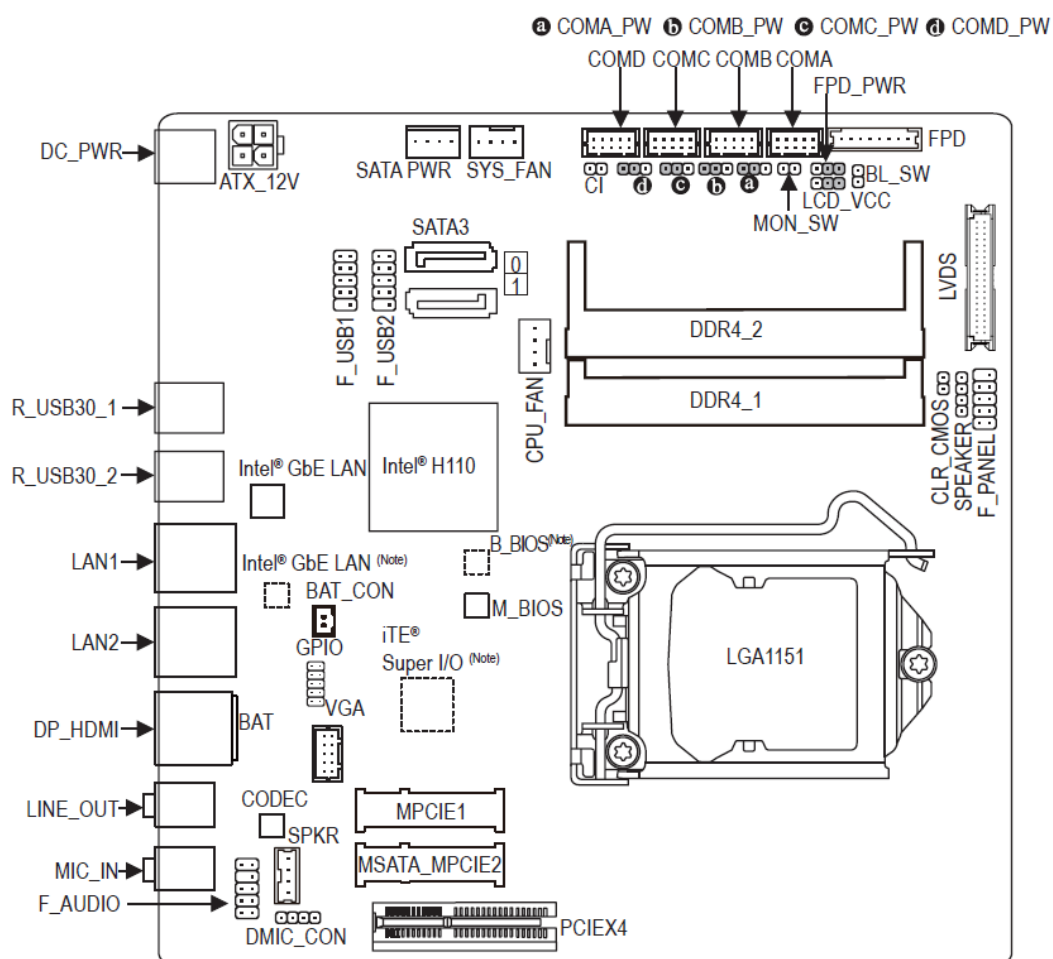 ⓐ COMA_PW ⓑ COMB_PW ⓒ COMC_PW ⓓ COMD_PW
COMD COMC COMB COMA
FPD_PWR
DC_PWR
ATX_12V
SATA PWR
SYS_FAN
FPD
CI
ⓓ
ⓒ
ⓑ
ⓐ
BL_SW
LCD_VCC
MON_SW
SATA3
0
1
F_USB1
F_USB2
LVDS
DDR4_2
CPU_FAN
DDR4_1
R_USB30_1
CLR_CMOS
SPEAKER
F_PANEL
Intel® GbE LAN
Intel® H110
R_USB30_2
LAN1
Intel® GbE LAN (Note)
B_BIOS(Note)
BAT_CON
M_BIOS
LAN2
GPIO
iTE®
Super I/O (Note)
LGA1151
DP_HDMI
BAT
VGA
LINE_OUT
CODEC
MPCIE1
SPKR
MIC_IN
MSATA_MPCIE2
F_AUDIO
DMIC_CON
PCIEX4